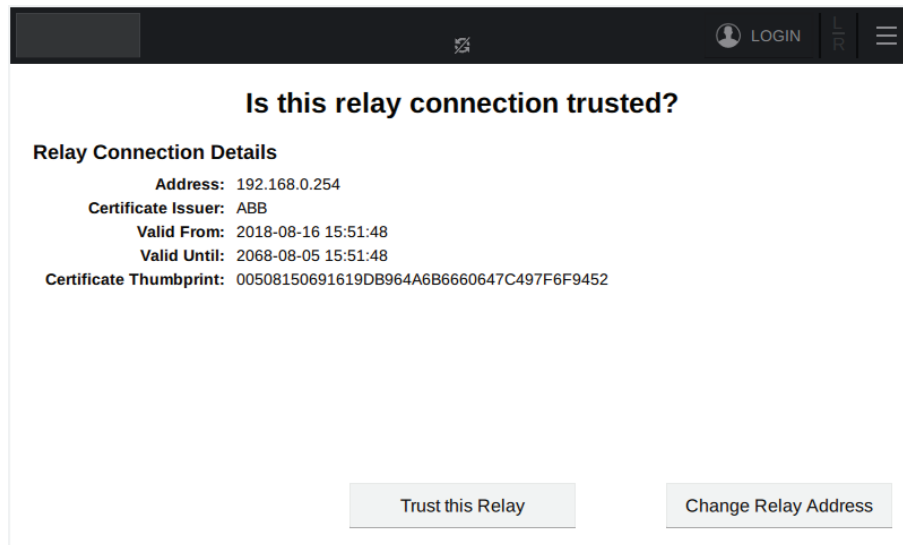 LOGIN
L
R
Is this relay connection trusted?
Relay Connection Details
Address: 192.168.0.254
Certificate Issuer: ABB
Valid From: 2018-08-16 15:51:48
Valid Until: 2068-08-05 15:51:48
Certificate Thumbprint: 00508150691619DB964A6B6660647C497F6F9452
Trust this Relay
Change Relay Address